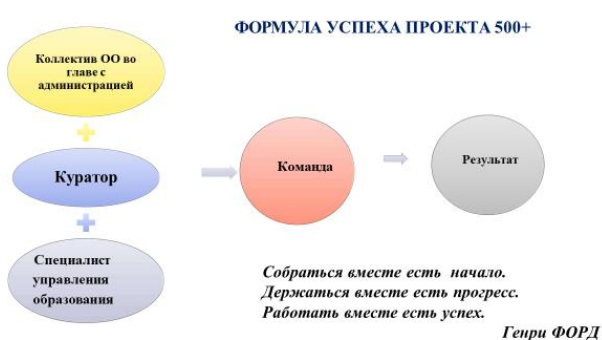 ФОРМУЛА УСПЕХА ПРОЕКТА 500+
Коллектив ОО во
главе с
администрацией
Куратор
Специалист
управления
образования
Команда
Результат
Собраться вместе есть начало.
Держаться вместе есть прогресс.
Работать вместе есть успех.
Генри ФОРД